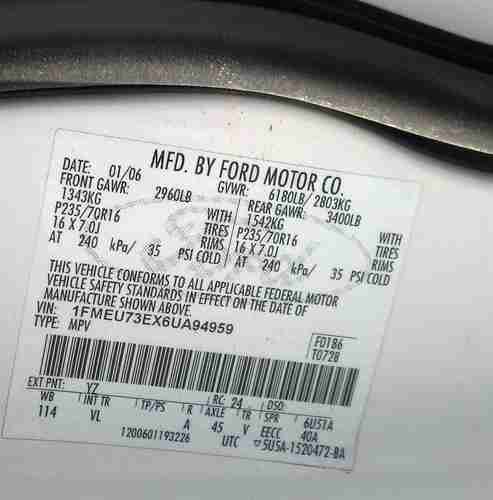 MFD. BY FORD MOTOR CO.
DATE: 01/06 GVWR: 6180LB/2803KG
FRONT GAWR: 2960LB REAR GAWR: 3400LB
1343KG WITH 1542KG WITH
P235/70R16 TIRES P235/70R16 TIRES
16 X 7.0J RIMS 16 X 7.0J RIMS
AT 240 kPa/ 35 PSI COLD AT 240 kPa/ 35 PSI COLD
THIS VEHICLE CONFORMS TO ALL APPLICABLE FEDERAL MOTOR
VEHICLE SAFETY STANDARDS IN EFFECT ON THE DATE OF
MANUFACTURE SHOWN ABOVE.
VIN: 1FMEU73EX6UA94959
TYPE: MPV
F0186
T0728
EXT PNT: YZ RC: 24 DSO:
WB INT TR TP/PS R AXLE TR SPR 6U5TA
114 VL A 45 V EECC 40A
1200601193226 UTC 5U5A-1520472-BA
Ford